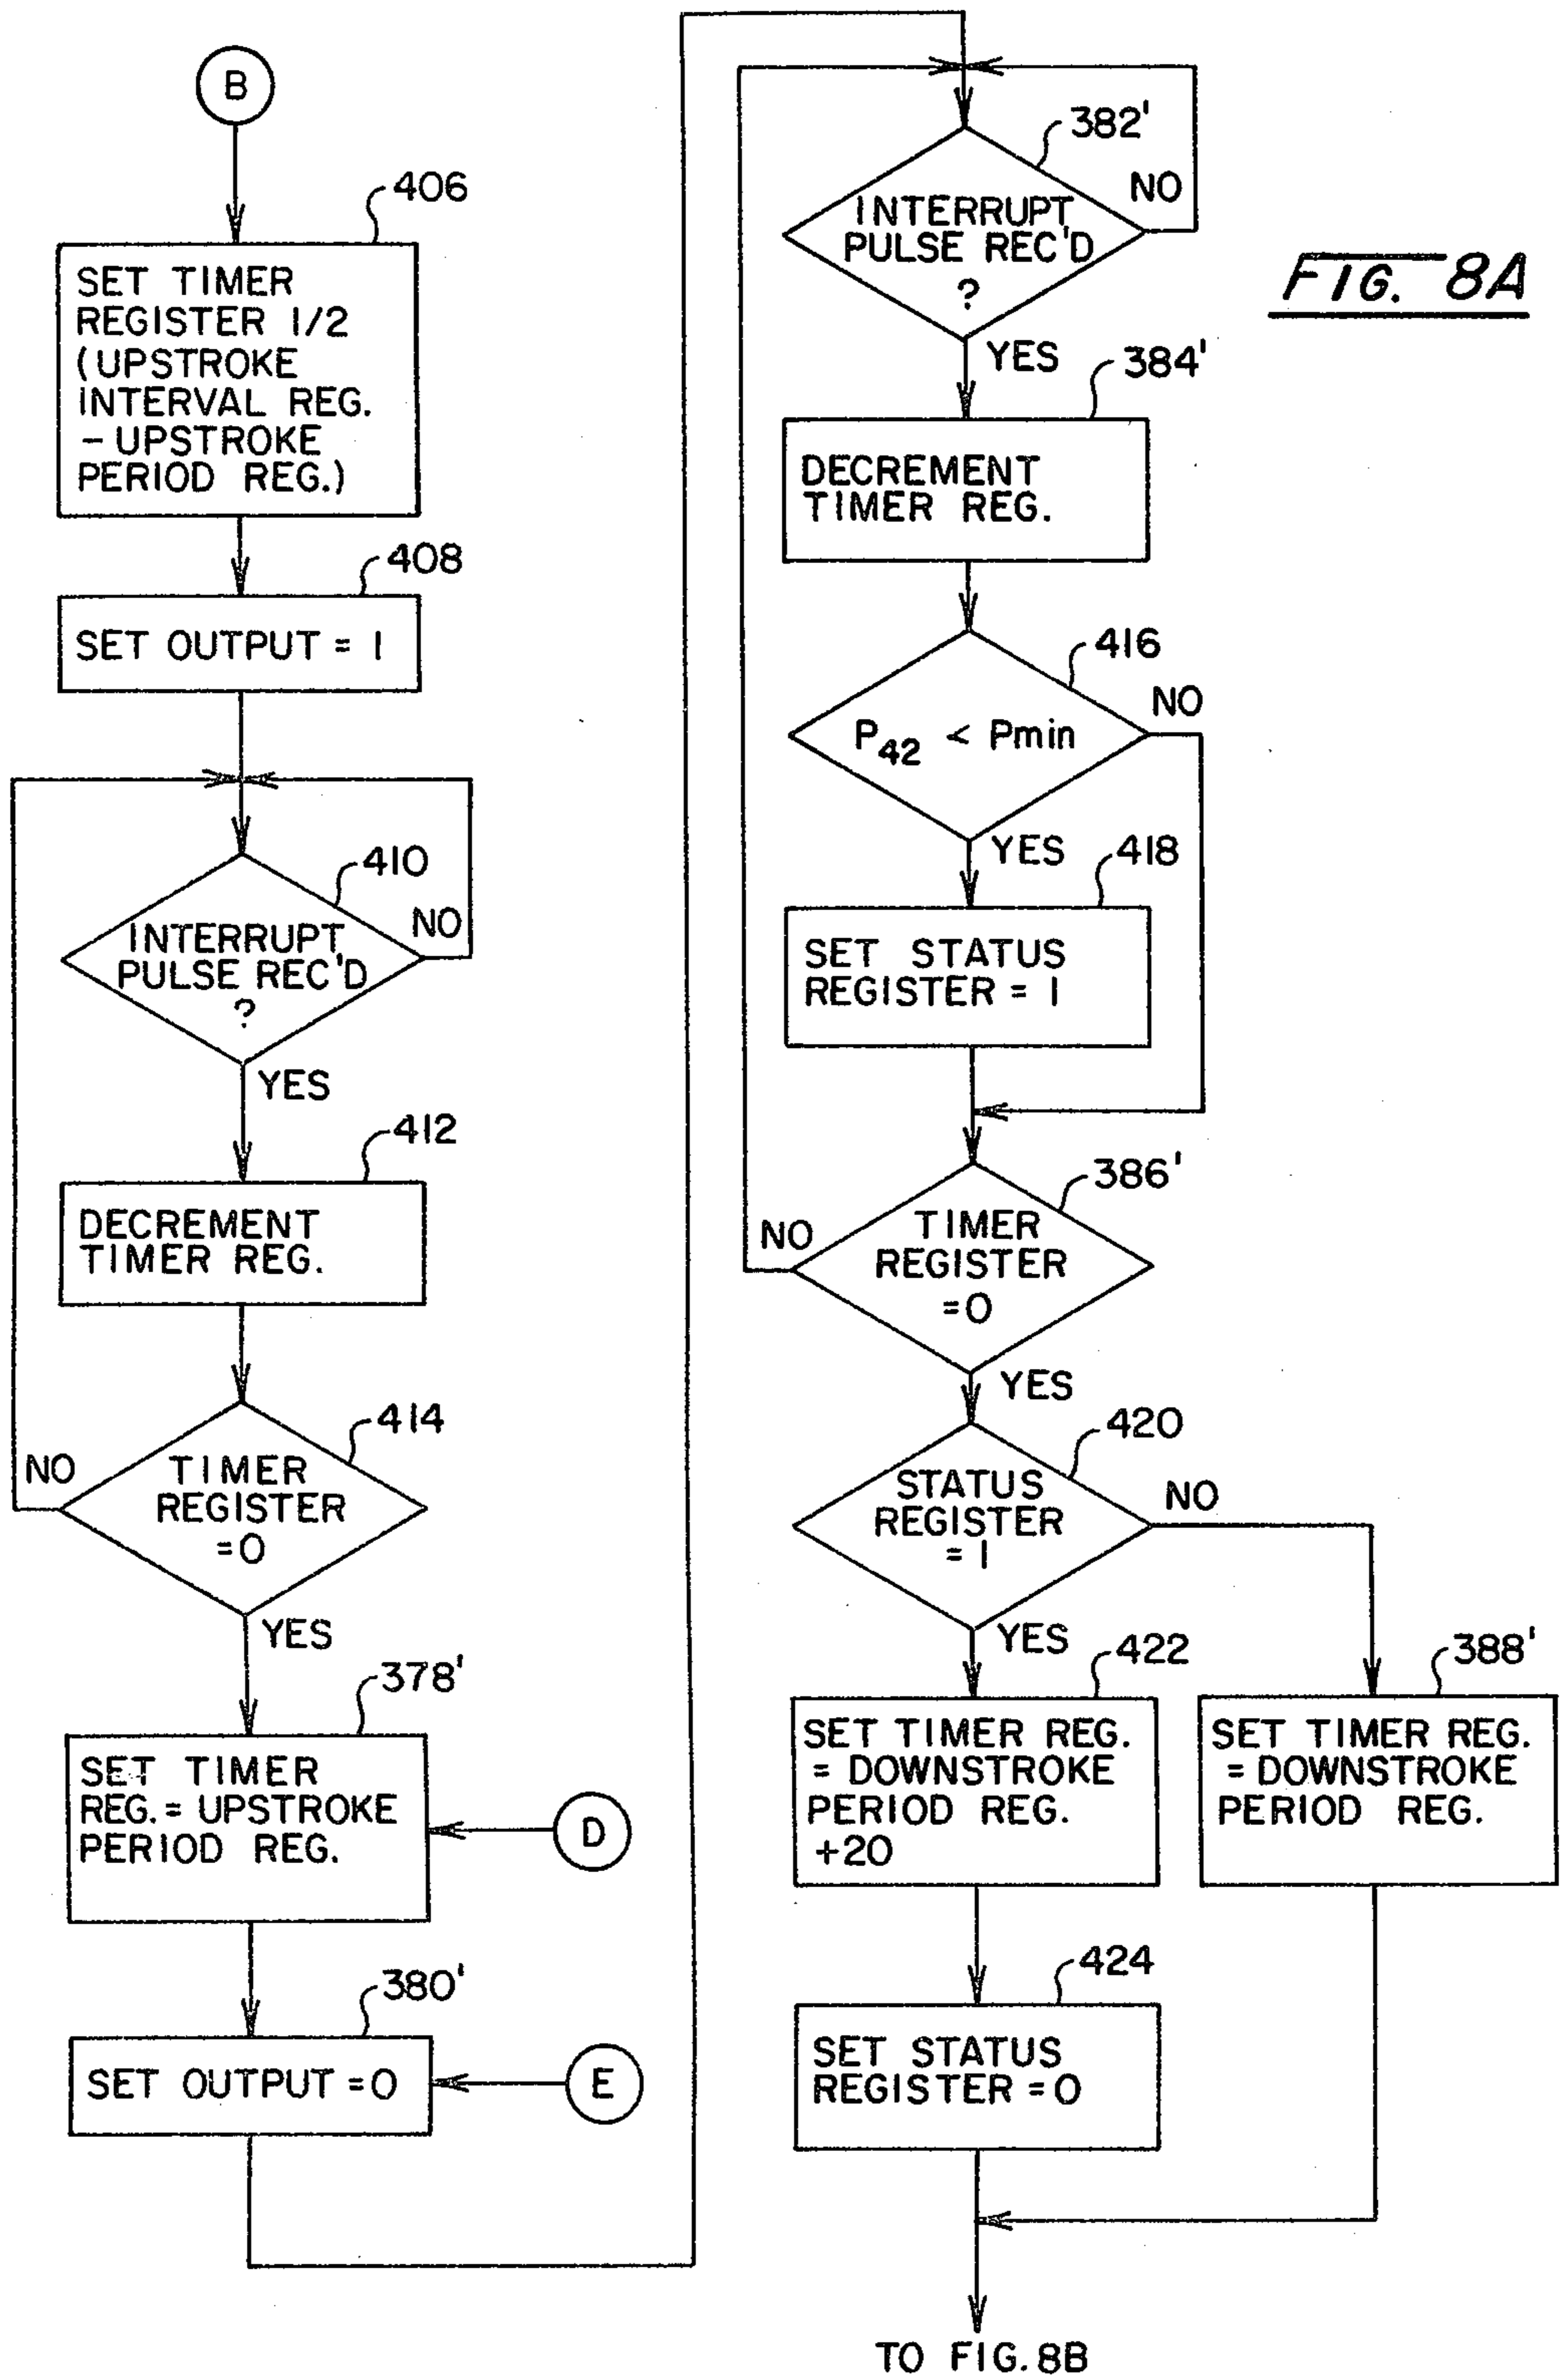 B
406
SET TIMER
REGISTER 1/2
(UPSTROKE
INTERVAL REG.
- UPSTROKE
PERIOD REG.)
408
SET OUTPUT = 1
410
INTERRUPT
PULSE REC'D
?
NO
YES
412
DECREMENT
TIMER REG.
414
TIMER
REGISTER
=0
NO
YES
378'
SET TIMER
REG. = UPSTROKE
PERIOD REG.
D
380'
SET OUTPUT =0
E
382'
INTERRUPT
PULSE REC'D
?
NO
YES
FIG. 8A
384'
DECREMENT
TIMER REG.
416
P42 < Pmin
NO
YES
418
SET STATUS
REGISTER = 1
386'
TIMER
REGISTER
=0
NO
YES
420
STATUS
REGISTER
= 1
NO
YES
422
SET TIMER REG.
= DOWNSTROKE
PERIOD REG.
+20
388'
SET TIMER REG.
= DOWNSTROKE
PERIOD REG.
424
SET STATUS
REGISTER =0
TO FIG. 8B